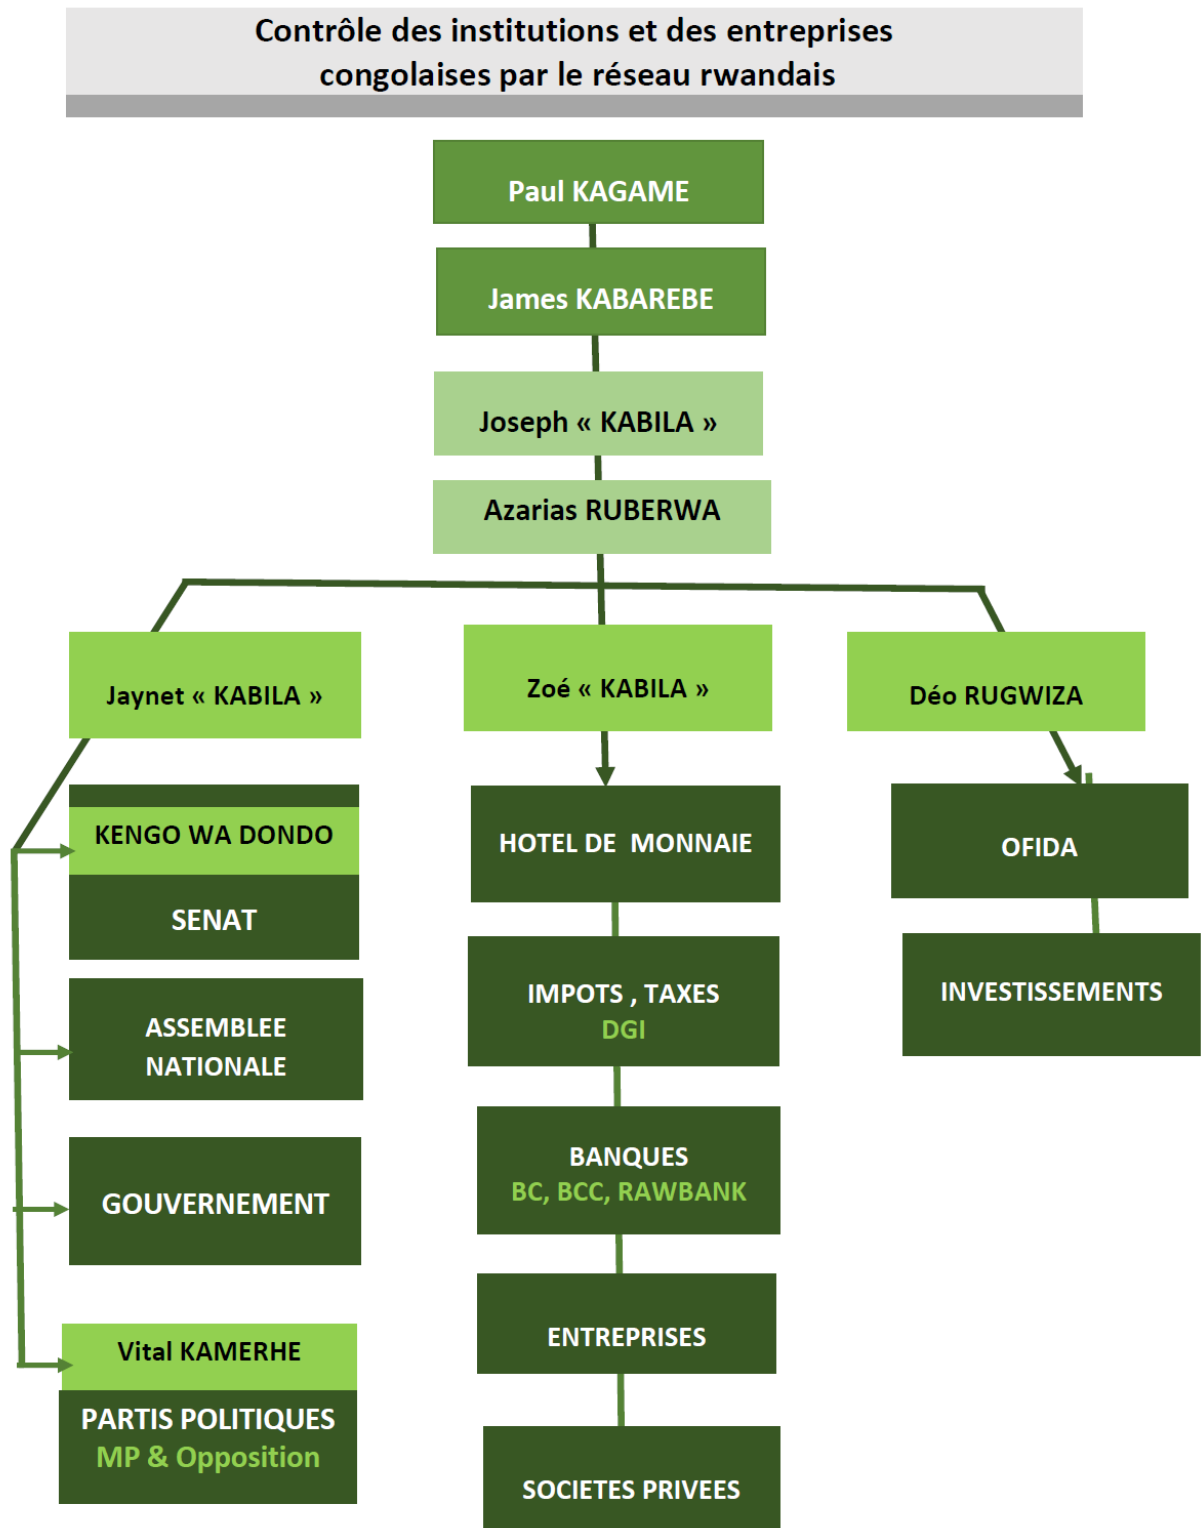 Contrôle des institutions et des entreprises
congolaises par le réseau rwandais
Paul KAGAME
James KABAREBE
Joseph « KABILA »
Azarias RUBERWA
Jaynet « KABILA »
Zoé « KABILA »
Déo RUGWIZA
KENGO WA DONDO
SENAT
ASSEMBLEE
NATIONALE
GOUVERNEMENT
Vital KAMERHE
PARTIS POLITIQUES
MP & Opposition
HOTEL DE MONNAIE
IMPOTS , TAXES
DGI
BANQUES
BC, BCC, RAWBANK
ENTREPRISES
SOCIETES PRIVEES
OFIDA
INVESTISSEMENTS